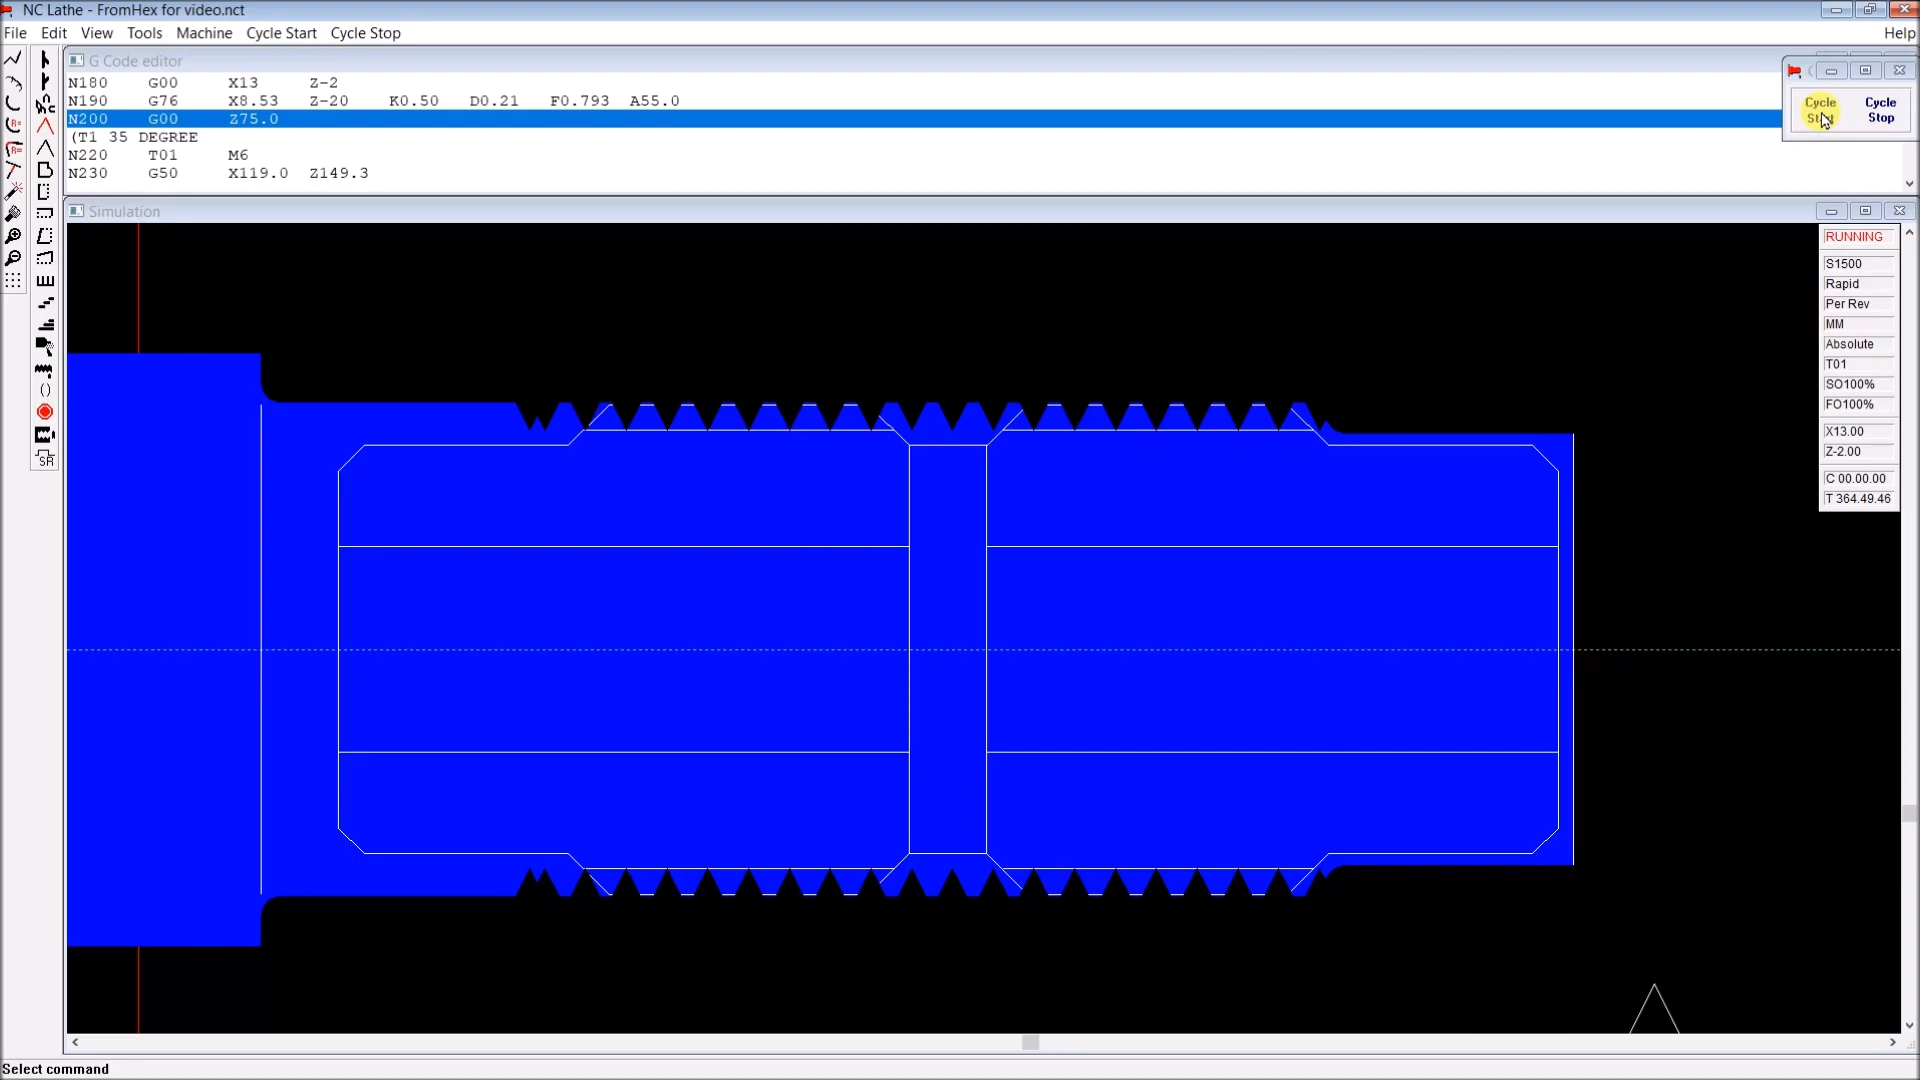 NC Lathe - FromHex for video.nct
File Edit View Tools Machine Cycle Start Cycle Stop Help
G Code editor
N180 G00 X13 Z-2
N190 G76 X8.53 Z-20 K0.50 D0.21 F0.793 A55.0
N200 G00 Z75.0
(T1 35 DEGREE
N220 T01 M6
N230 G50 X119.0 Z149.3
Cycle Start
Cycle Stop
Simulation
RUNNING
S1500
Rapid
Per Rev
MM
Absolute
T01
SO100%
FO100%
X13.00
Z-2.00
C 00.00.00
T 364.49.46
R=
R=
( )
SR
Select command